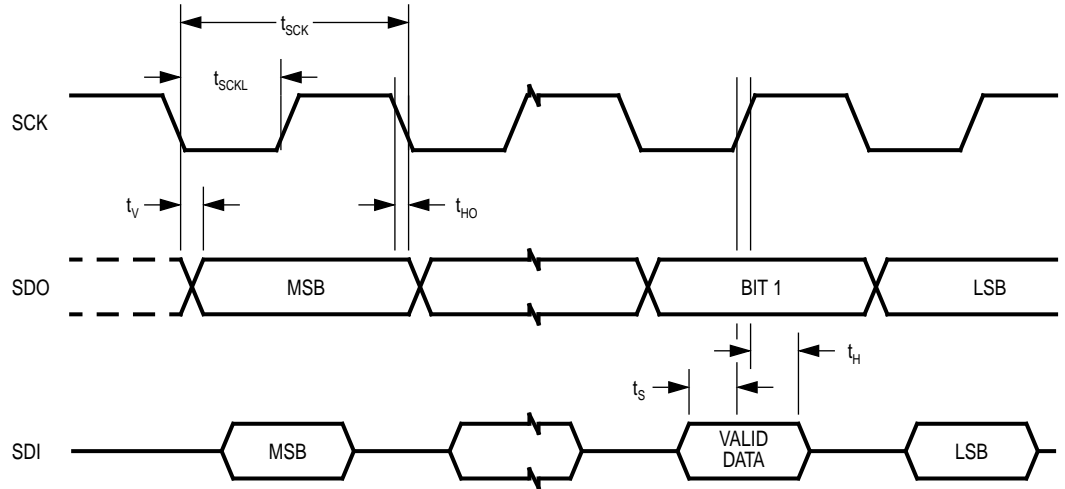 tSCK
tSCKL
SCK
tV
tHO
SDO
MSB
BIT 1
LSB
tH
tS
SDI
MSB
VALID
DATA
LSB